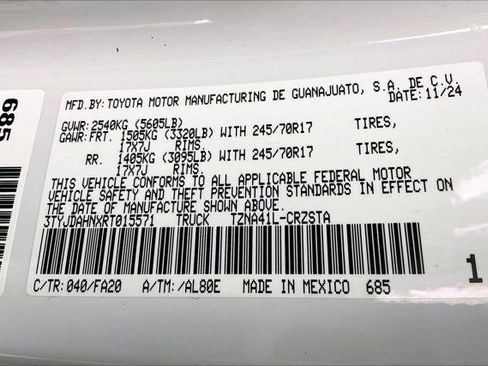 MFD.BY:TOYOTA MOTOR MANUFACTURING DE GUANAJUATO, S.A. DE C.V.
DATE:11/24
GVWR:2540KG (5605LB)
GAWR:FRT. 1505KG (3320LB) WITH 245/70R17 TIRES,
17X7J RIMS.
RR. 1405KG (3095LB) WITH 245/70R17 TIRES,
17X7J RIMS.
THIS VEHICLE CONFORMS TO ALL APPLICABLE FEDERAL MOTOR
VEHICLE SAFETY AND THEFT PREVENTION STANDARDS IN EFFECT ON
THE DATE OF MANUFACTURE SHOWN ABOVE.
3TYJDAHNXRT015571 TRUCK TZNA41L-CRZSTA
C/TR:040/FA20 A/TM:/AL80E MADE IN MEXICO 685
1
685